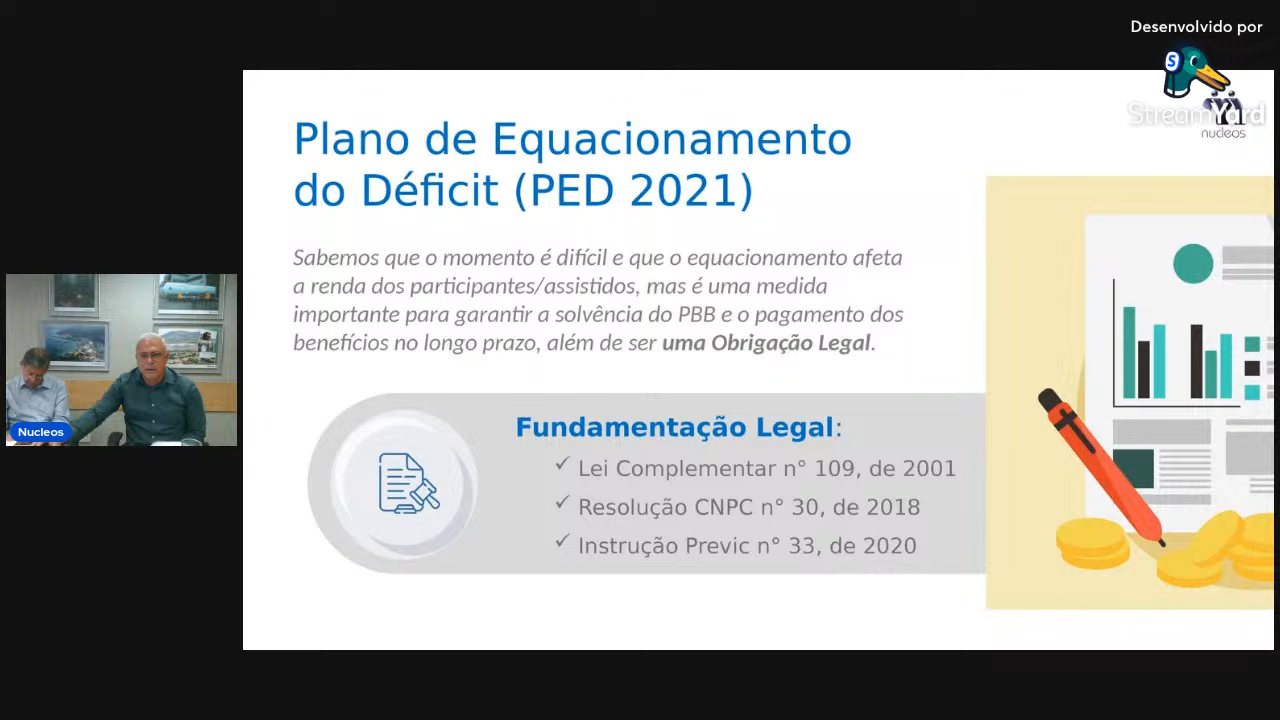 Desenvolvido por
StreamYard
nucleos
Plano de Equacionamento
do Déficit (PED 2021)
Sabemos que o momento é difícil e que o equacionamento afeta
a renda dos participantes/assistidos, mas é uma medida
importante para garantir a solvência do PBB e o pagamento dos
benefícios no longo prazo, além de ser uma Obrigação Legal.
Fundamentação Legal:
Lei Complementar n° 109, de 2001
Resolução CNPC n° 30, de 2018
Instrução Previc n° 33, de 2020
Nucleos